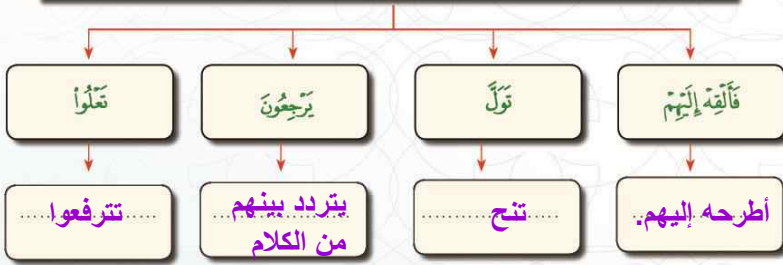 فَأَلْقِهْ إِلَيْهِمْ
تَوَلَّ
يَرْجِعُونَ
تَعْلُوا۟
أطرحه إليهم.
تنح
يتردد بينهم
من الكلام
تترفعوا